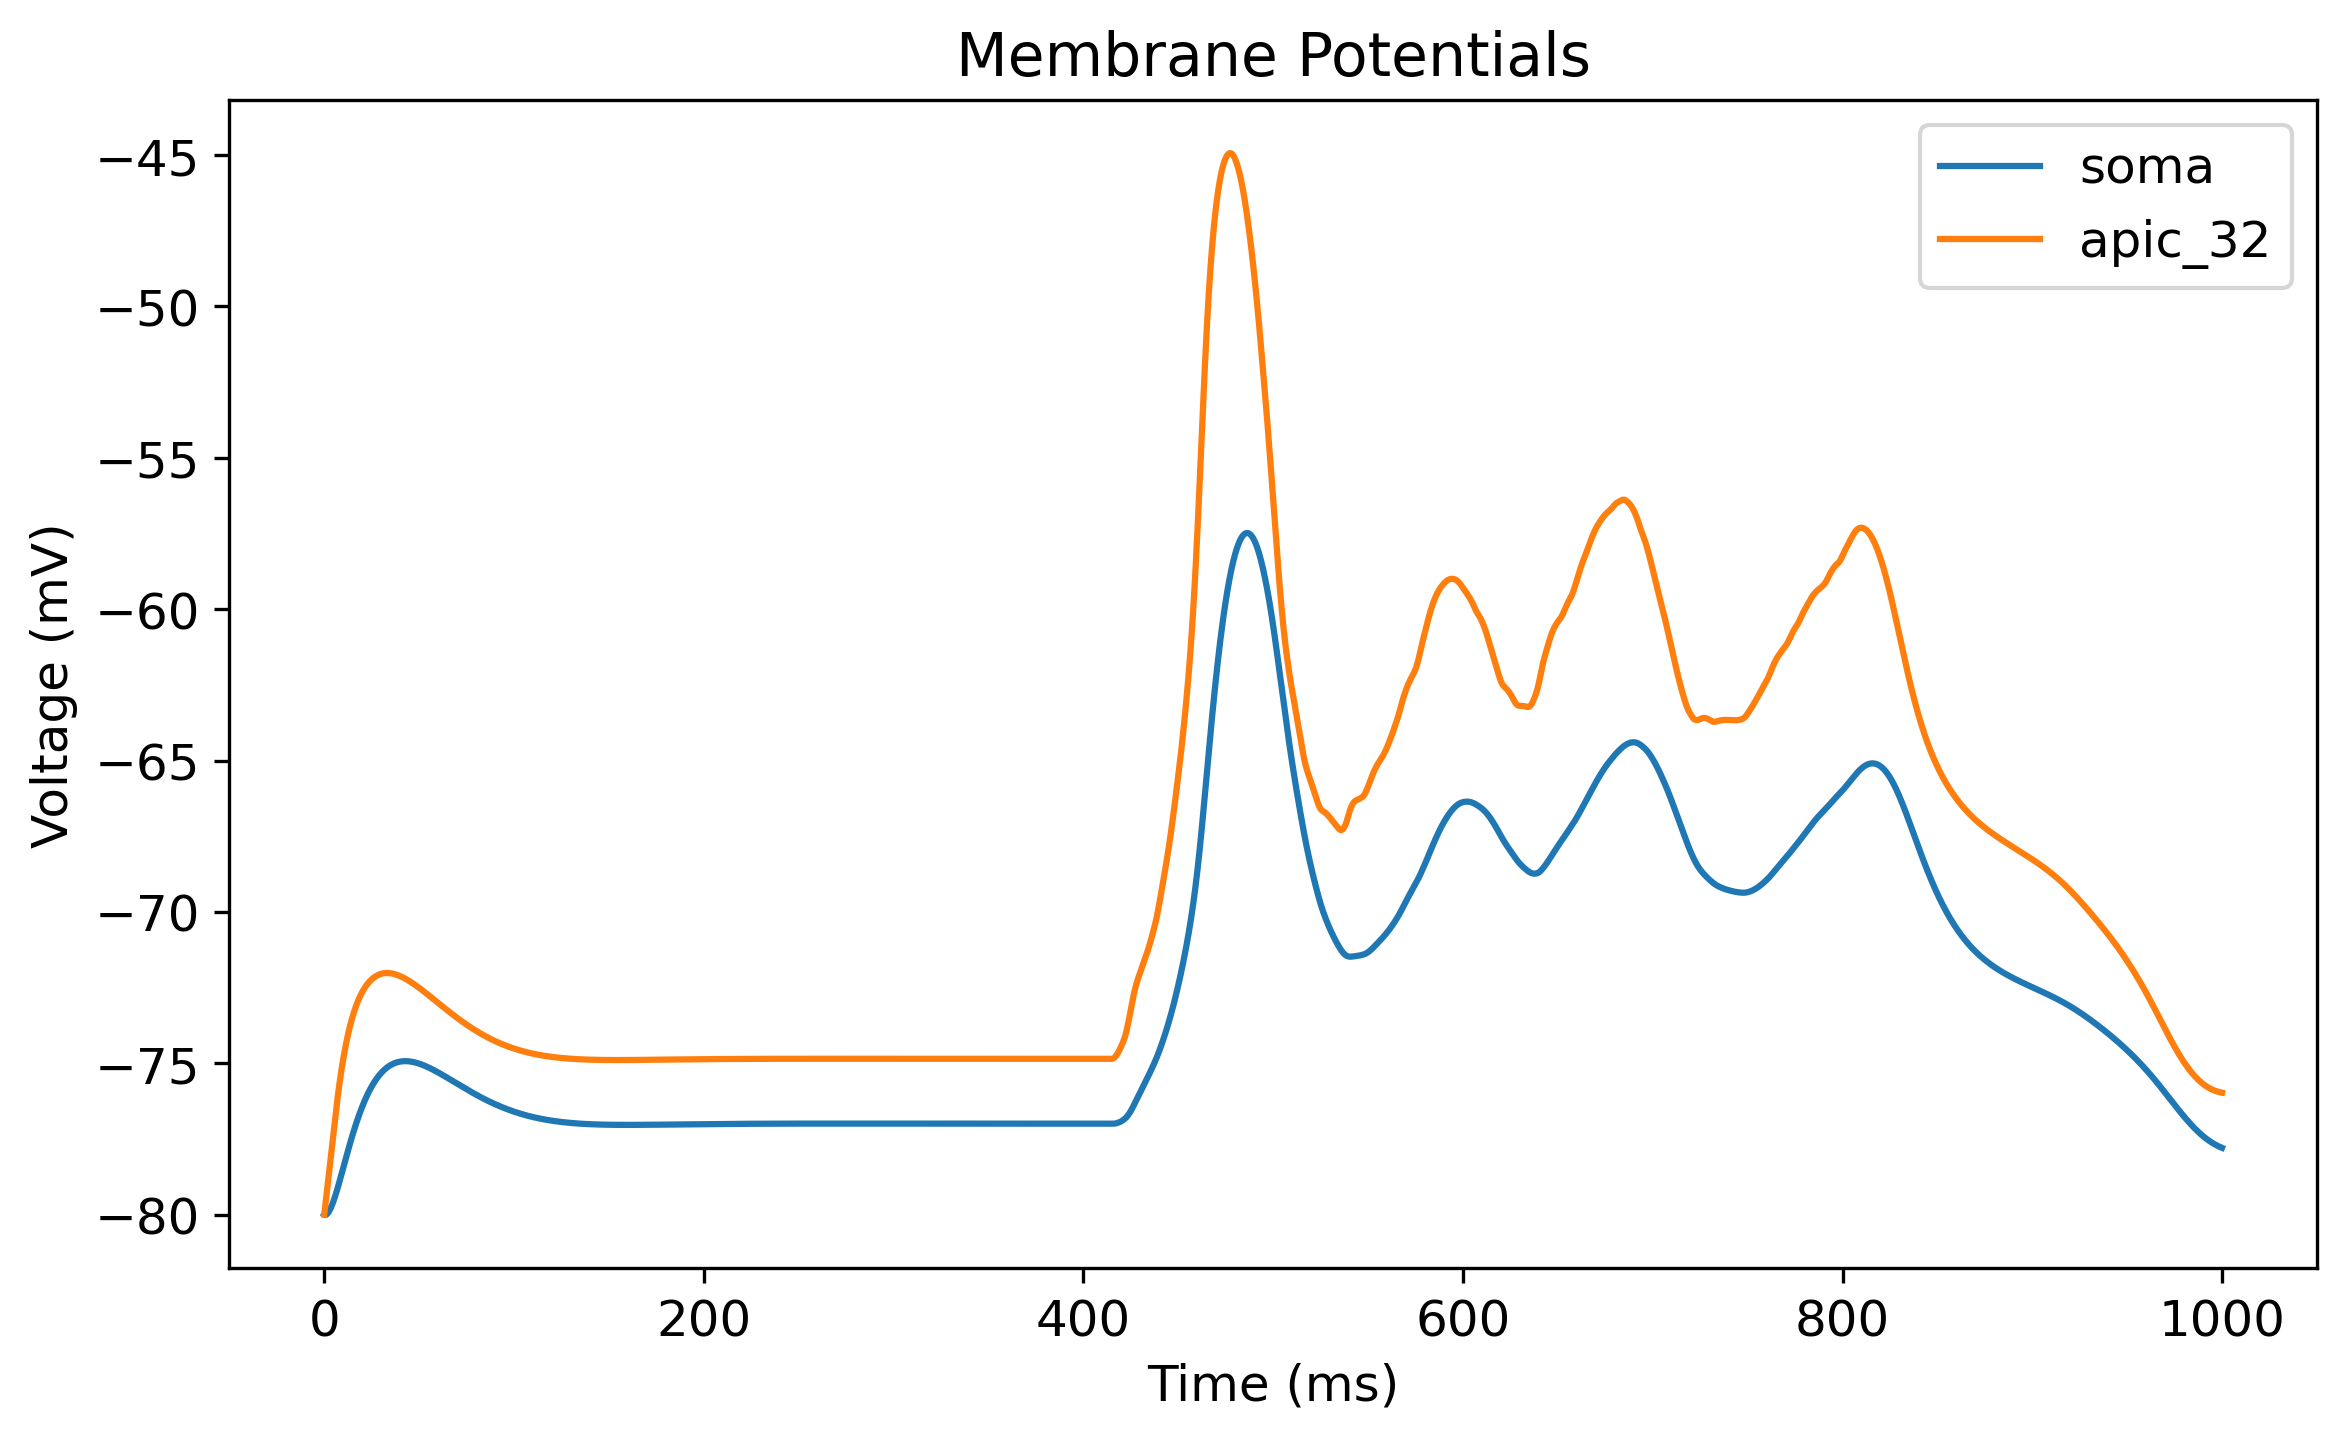 Membrane Potentials
soma
apic_32
−45
−50
−55
−60
−65
−70
−75
−80
Voltage (mV)
0 200 400 600 800 1000
Time (ms)